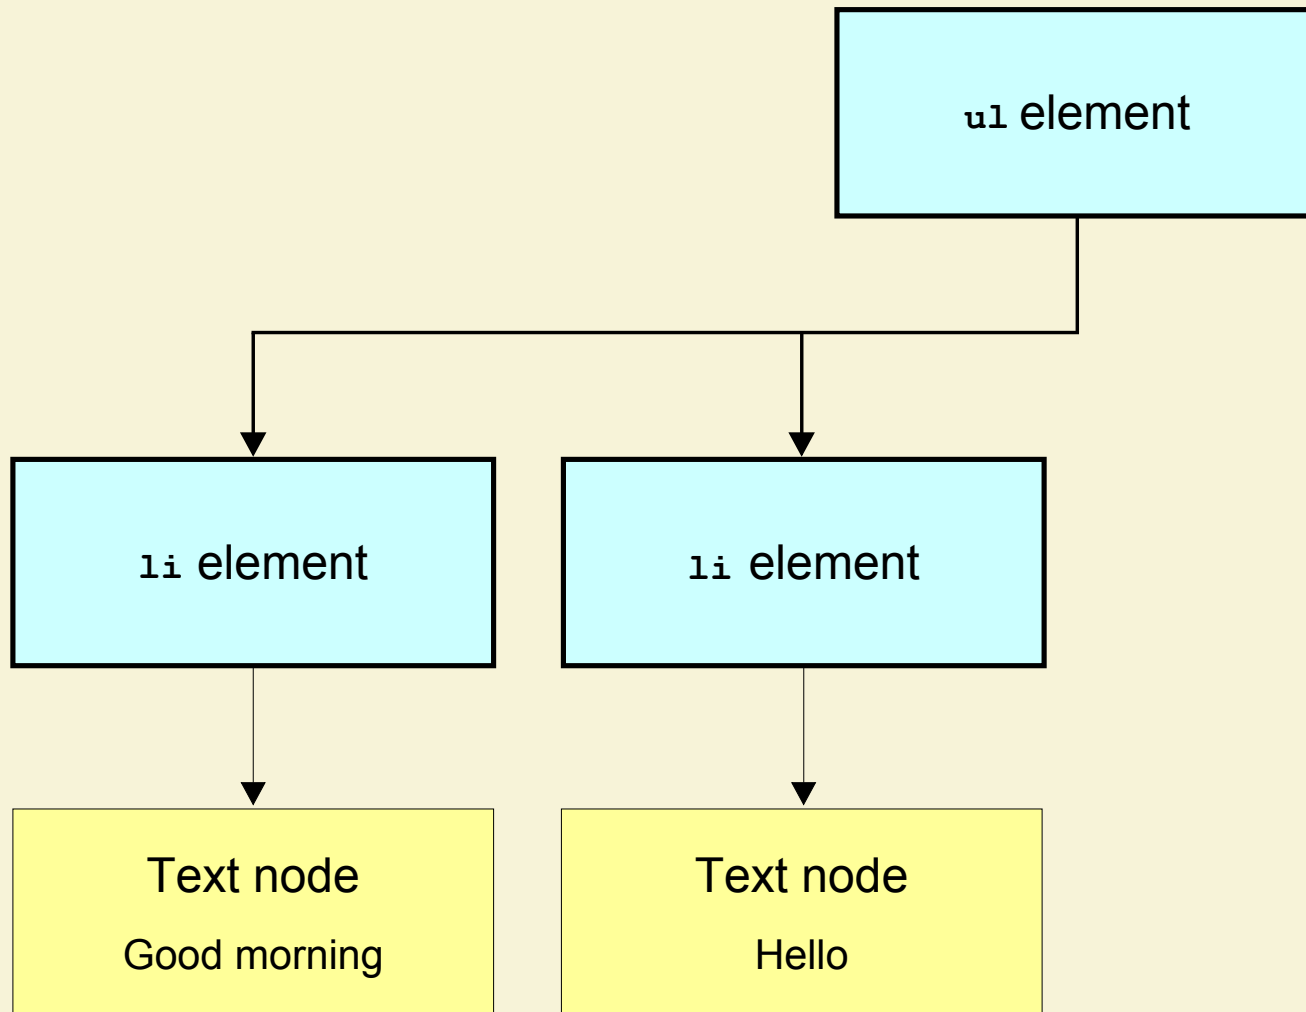 ul element
li element
li element
Text node
Good morning
Text node
Hello